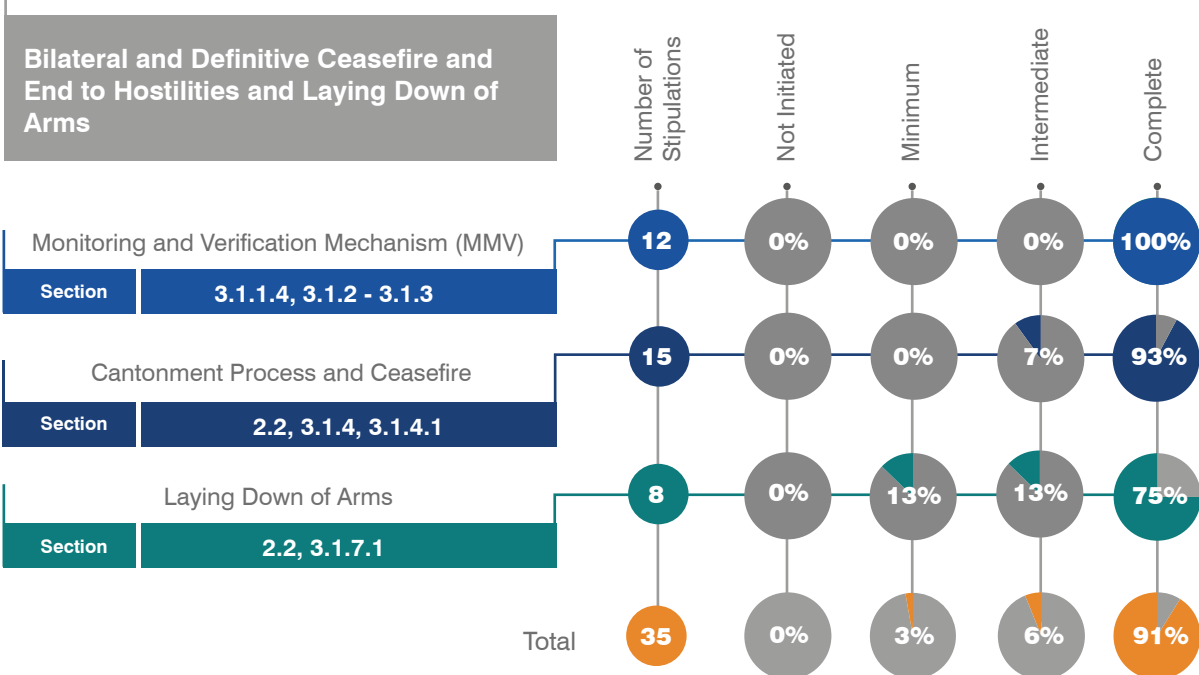 Bilateral and Definitive Ceasefire and
End to Hostilities and Laying Down of
Arms
Number of
Stipulations
Not Initiated
Minimum
Intermediate
Complete
Monitoring and Verification Mechanism (MMV)
12
0%
0%
0%
100%
Section
3.1.1.4, 3.1.2 - 3.1.3
Cantonment Process and Ceasefire
15
0%
0%
7%
93%
Section
2.2, 3.1.4, 3.1.4.1
Laying Down of Arms
8
0%
13%
13%
75%
Section
2.2, 3.1.7.1
Total
35
0%
3%
6%
91%